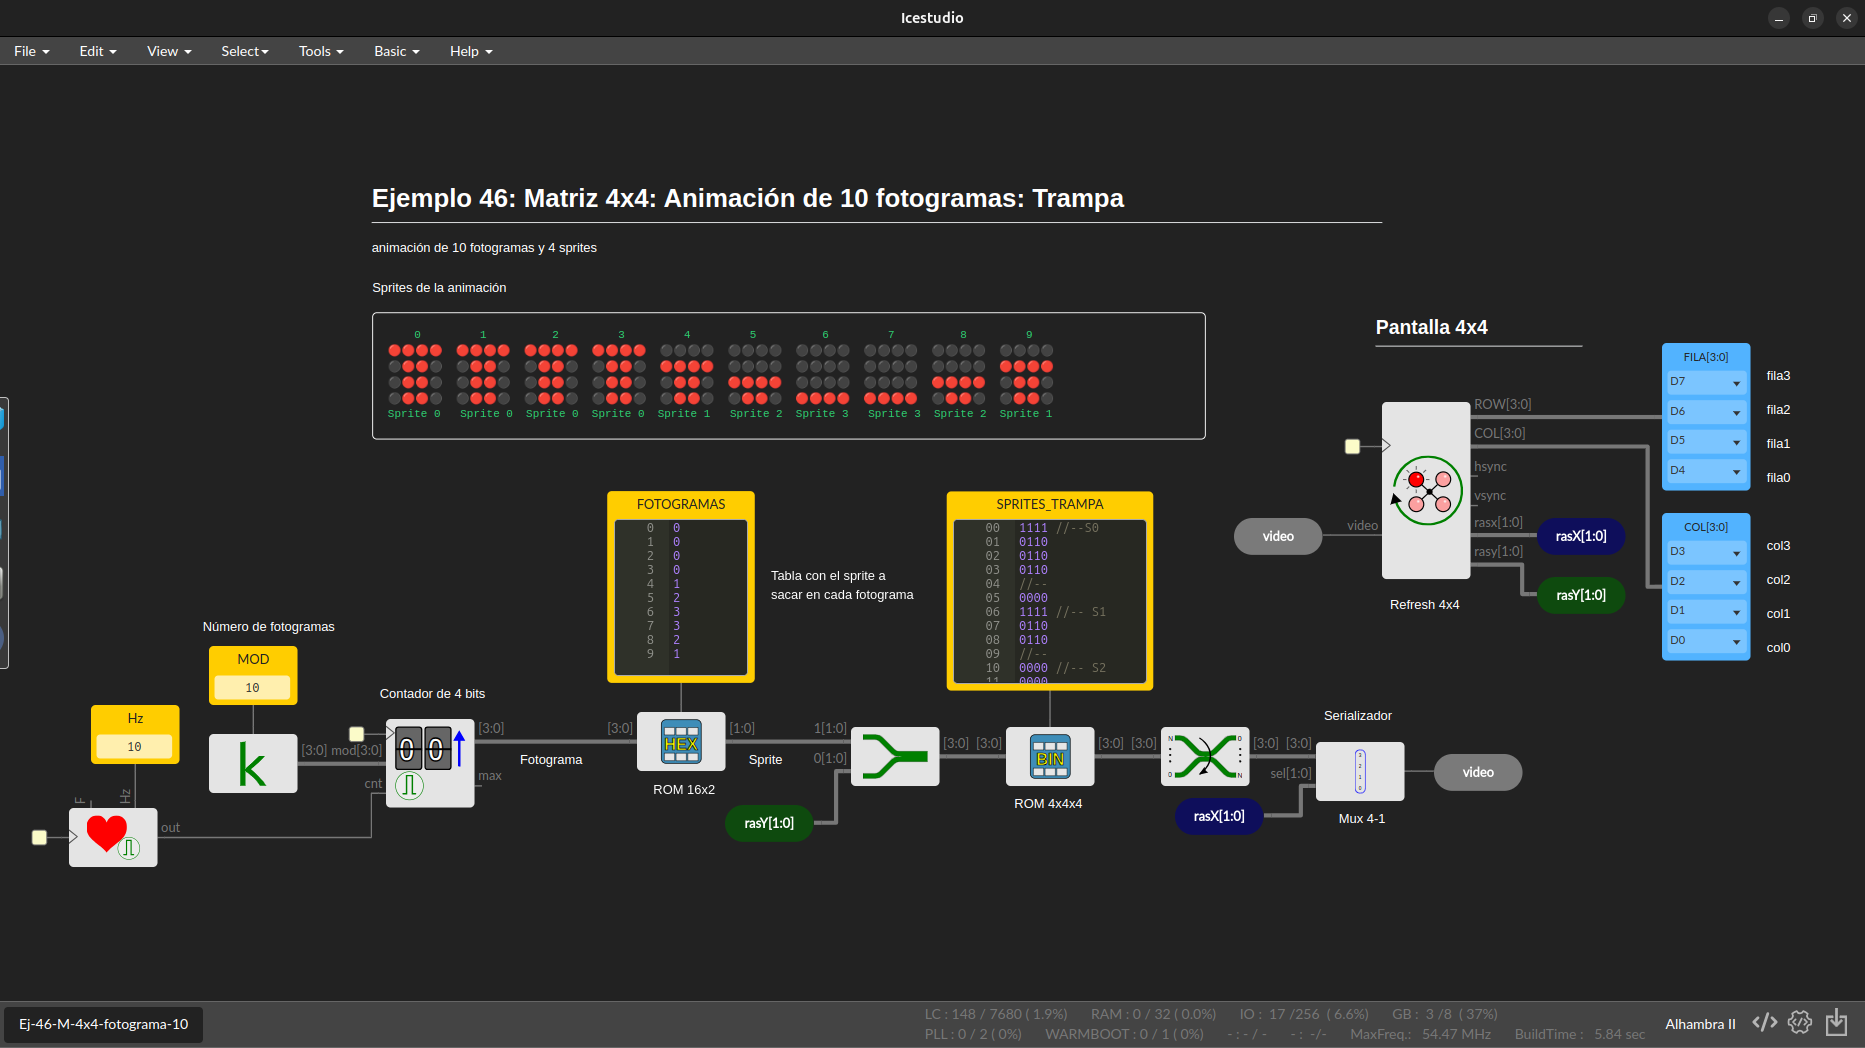 Icestudio
File Edit View Select Tools Basic Help
Ejemplo 46: Matriz 4x4: Animación de 10 fotogramas: Trampa
animación de 10 fotogramas y 4 sprites
Sprites de la animación
0 1 2 3 4 5 6 7 8 9
Sprite 0 Sprite 0 Sprite 0 Sprite 0 Sprite 1 Sprite 2 Sprite 3 Sprite 3 Sprite 2 Sprite 1
Pantalla 4x4
video
video
ROW[3:0]
COL[3:0]
hsync
vsync
rasx[1:0]
rasy[1:0]
rasX[1:0]
rasY[1:0]
Refresh 4x4
FILA[3:0]
D7 fila3
D6 fila2
D5 fila1
D4 fila0
COL[3:0]
D3 col3
D2 col2
D1 col1
D0 col0
FOTOGRAMAS
0 0
1 0
2 0
3 0
4 1
5 2
6 3
7 3
8 2
9 1
Tabla con el sprite a
sacar en cada fotograma
SPRITES_TRAMPA
00 1111 //--S0
01 0110
02 0110
03 0110
04 //--
05 0000
06 1111 //-- S1
07 0110
08 0110
09 //--
10 0000 //-- S2
11 0000
Número de fotogramas
MOD
10
Hz
10
F
Hz
out
k
[3:0] mod[3:0]
Contador de 4 bits
cnt
00
[3:0]
max
Fotograma
[3:0]
HEX
ROM 16x2
[1:0]
Sprite
1[1:0]
0[1:0]
rasY[1:0]
[3:0] [3:0]
BIN
ROM 4x4x4
[3:0] [3:0]
N 0
0 N
[3:0] [3:0]
sel[1:0]
rasX[1:0]
Serializador
3
2
1
0
Mux 4-1
video
Ej-46-M-4x4-fotograma-10
LC : 148 / 7680 ( 1.9%) RAM : 0 / 32 ( 0.0%) IO : 17 /256 ( 6.6%) GB : 3 /8 ( 37%)
PLL : 0 / 2 ( 0%) WARMBOOT : 0 / 1 ( 0%) - : - / - - : -/- MaxFreq.: 54.47 MHz BuildTime : 5.84 sec
Alhambra II